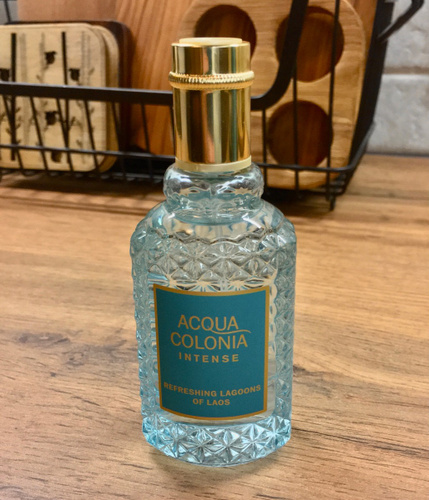 ACQUA
COLONIA
INTENSE
REFRESHING LAGOONS
OF LAOS